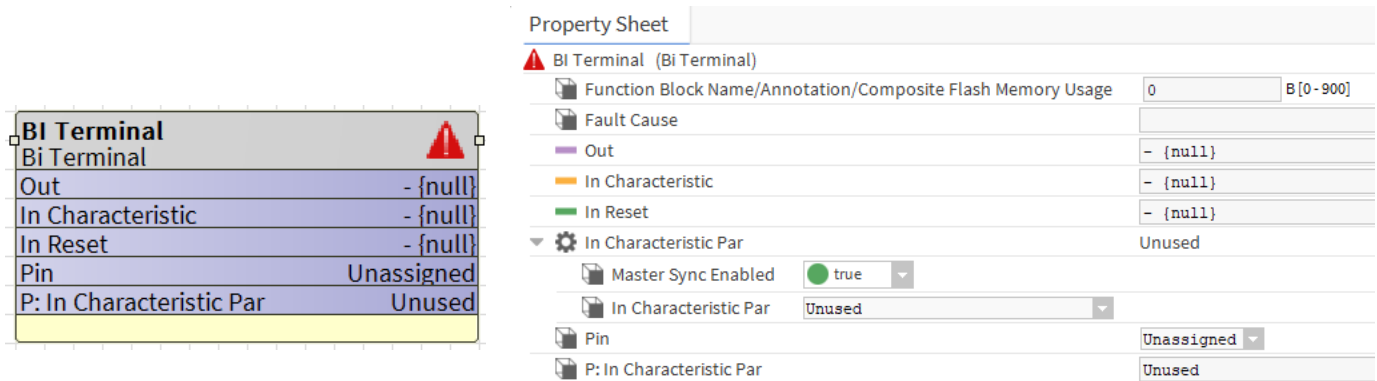 BI Terminal
Bi Terminal
Out - {null}
In Characteristic - {null}
In Reset - {null}
Pin Unassigned
P: In Characteristic Par Unused
Property Sheet
BI Terminal (Bi Terminal)
Function Block Name/Annotation/Composite Flash Memory Usage 0 B [0 - 900]
Fault Cause
Out - {null}
In Characteristic - {null}
In Reset - {null}
In Characteristic Par Unused
Master Sync Enabled true
In Characteristic Par Unused
Pin Unassigned
P: In Characteristic Par Unused